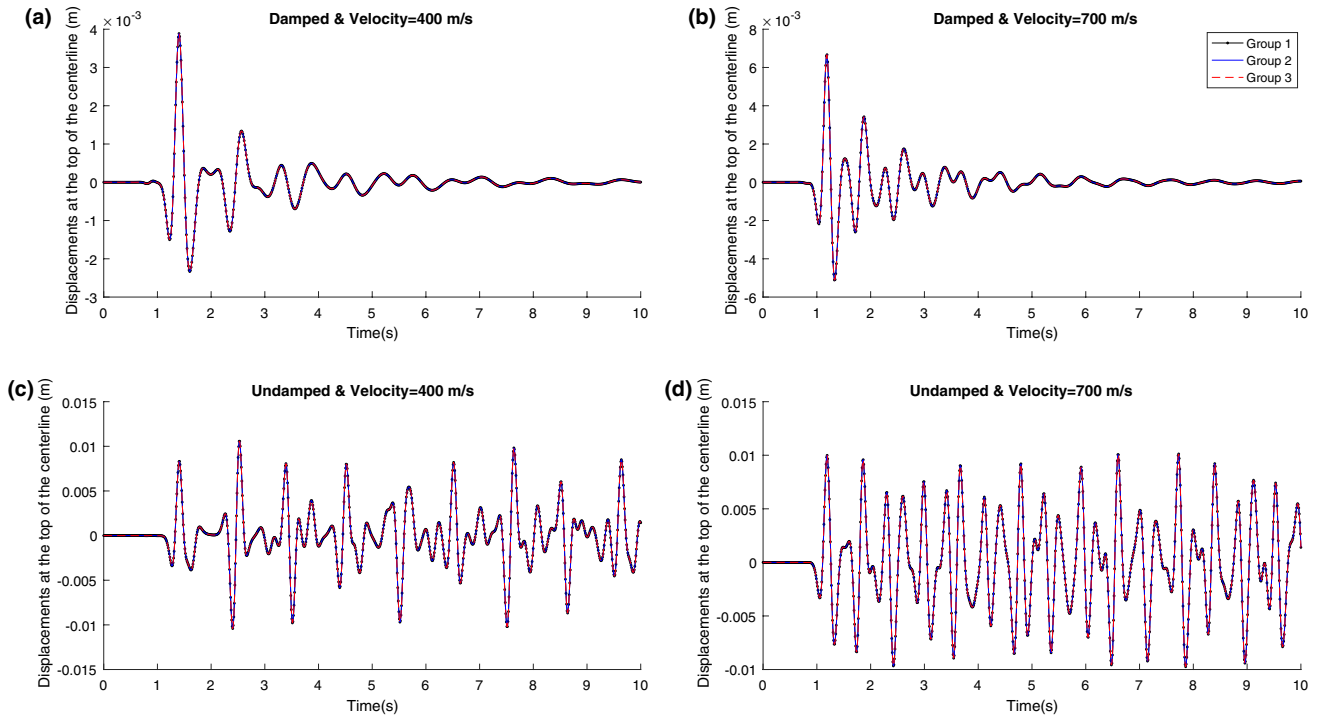 (a)
Damped & Velocity=400 m/s
× 10⁻³
Displacements at the top of the centerline (m)
4
3
2
1
0
-1
-2
-3
0 1 2 3 4 5 6 7 8 9 10
Time(s)
(b)
Damped & Velocity=700 m/s
× 10⁻³
Displacements at the top of the centerline (m)
8
6
4
2
0
-2
-4
-6
0 1 2 3 4 5 6 7 8 9 10
Time(s)
Group 1
Group 2
Group 3
(c)
Undamped & Velocity=400 m/s
Displacements at the top of the centerline (m)
0.015
0.01
0.005
0
-0.005
-0.01
-0.015
0 1 2 3 4 5 6 7 8 9 10
Time(s)
(d)
Undamped & Velocity=700 m/s
Displacements at the top of the centerline (m)
0.015
0.01
0.005
0
-0.005
-0.01
0 1 2 3 4 5 6 7 8 9 10
Time(s)